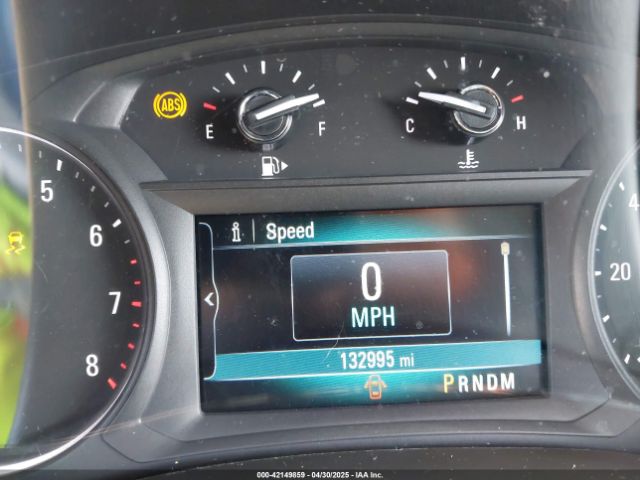 ABS
E F
C H
5
6
7
8
4
20
i Speed
0
MPH
132995 mi
PRNDM
000-42149859 - 04/30/2025 - IAA Inc.